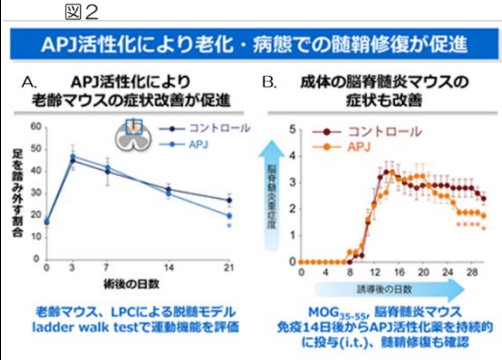 図2
APJ活性化により老化・病態での髄鞘修復が促進
A. APJ活性化により
老齢マウスの症状改善が促進
足を踏み外す割合
60
50
40
30
20
10
0
コントロール
APJ
*
0 3 7 14 21
術後の日数
老齢マウス、LPCによる脱髄モデル
ladder walk testで運動機能を評価
B. 成体の脳脊髄炎マウスの
症状も改善
脳脊髄炎重症度
5
4
3
2
1
0
コントロール
APJ
*****
0 4 8 12 16 20 24 28
誘導後の日数
MOG35-55, 脳脊髄炎マウス
免疫14日後からAPJ活性化薬を持続的
に投与(i.t.)、髄鞘修復も確認